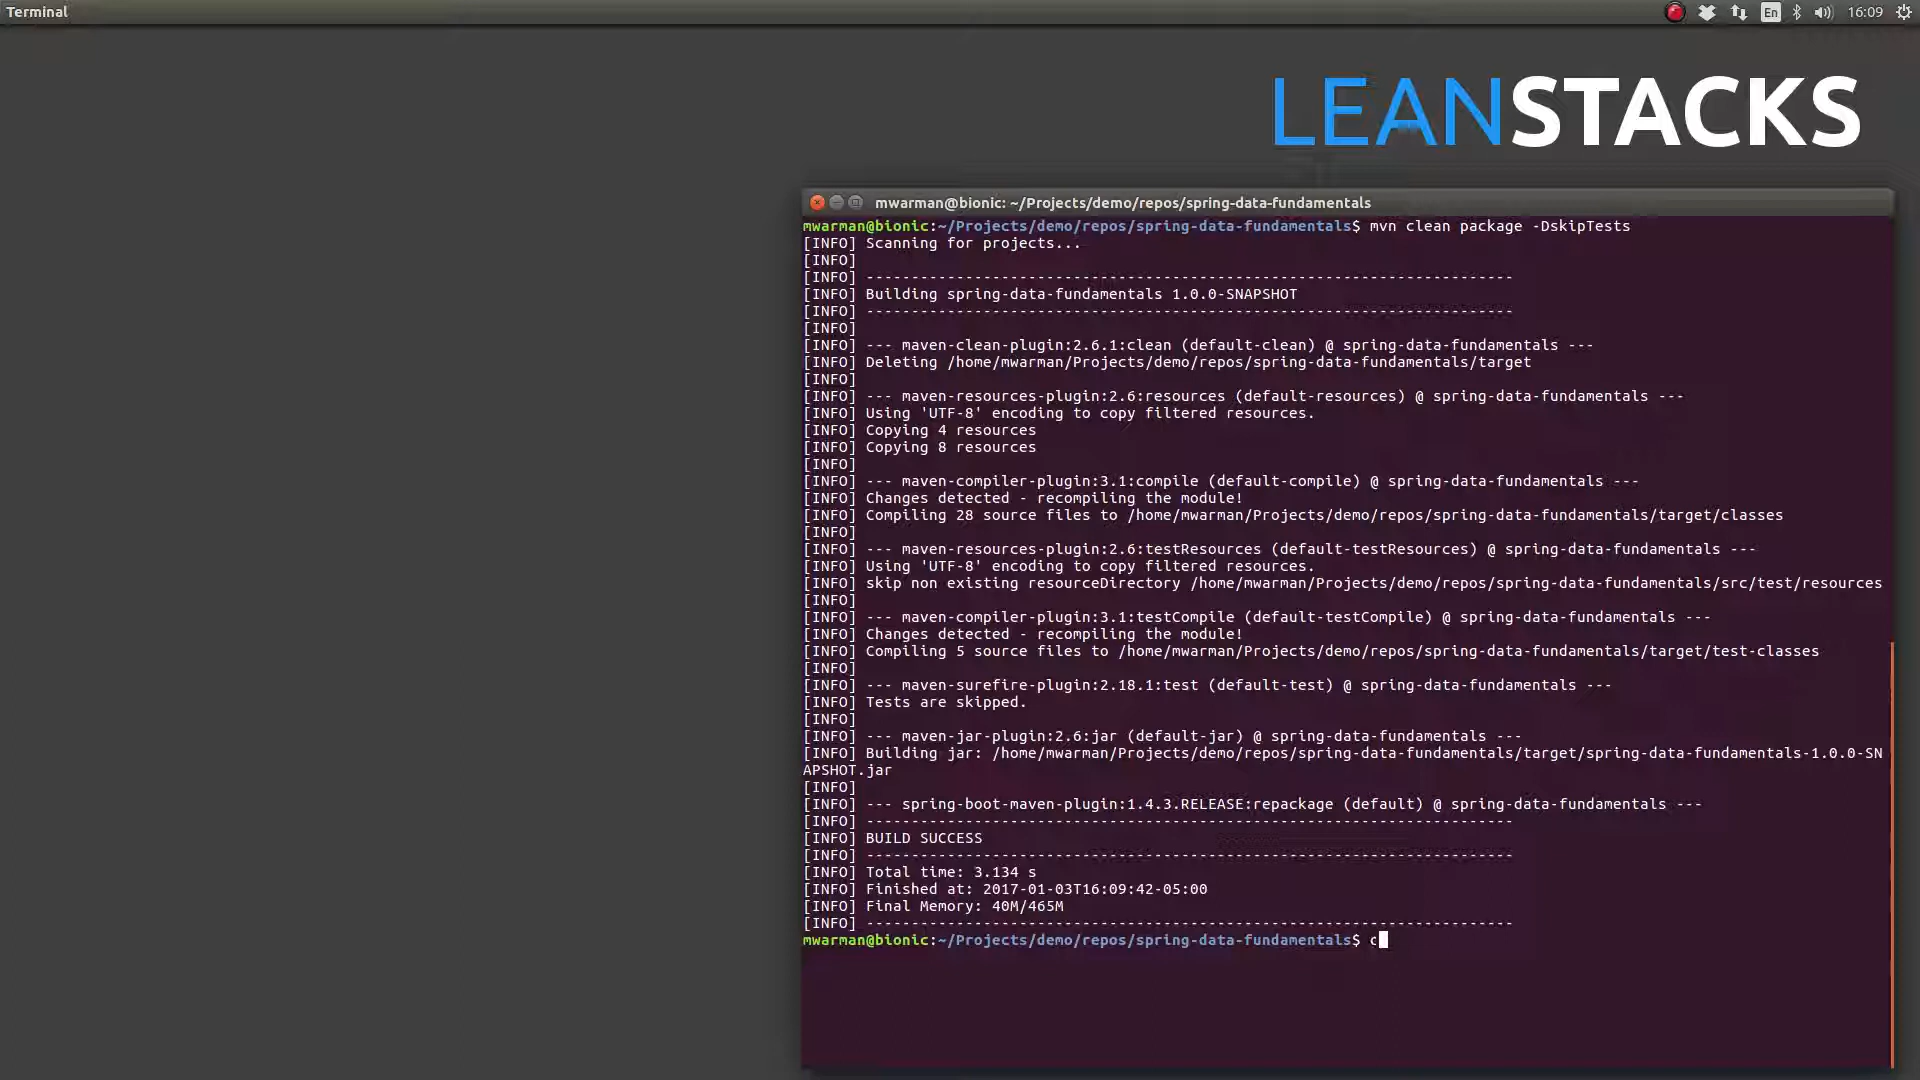 Terminal
En
16:09
LEANSTACKS
mwarman@bionic: ~/Projects/demo/repos/spring-data-fundamentals
mwarman@bionic:~/Projects/demo/repos/spring-data-fundamentals$ mvn clean package -DskipTests
[INFO] Scanning for projects...
[INFO]
[INFO] ------------------------------------------------------------------------
[INFO] Building spring-data-fundamentals 1.0.0-SNAPSHOT
[INFO] ------------------------------------------------------------------------
[INFO]
[INFO] --- maven-clean-plugin:2.6.1:clean (default-clean) @ spring-data-fundamentals ---
[INFO] Deleting /home/mwarman/Projects/demo/repos/spring-data-fundamentals/target
[INFO]
[INFO] --- maven-resources-plugin:2.6:resources (default-resources) @ spring-data-fundamentals ---
[INFO] Using 'UTF-8' encoding to copy filtered resources.
[INFO] Copying 4 resources
[INFO] Copying 8 resources
[INFO]
[INFO] --- maven-compiler-plugin:3.1:compile (default-compile) @ spring-data-fundamentals ---
[INFO] Changes detected - recompiling the module!
[INFO] Compiling 28 source files to /home/mwarman/Projects/demo/repos/spring-data-fundamentals/target/classes
[INFO]
[INFO] --- maven-resources-plugin:2.6:testResources (default-testResources) @ spring-data-fundamentals ---
[INFO] Using 'UTF-8' encoding to copy filtered resources.
[INFO] skip non existing resourceDirectory /home/mwarman/Projects/demo/repos/spring-data-fundamentals/src/test/resources
[INFO]
[INFO] --- maven-compiler-plugin:3.1:testCompile (default-testCompile) @ spring-data-fundamentals ---
[INFO] Changes detected - recompiling the module!
[INFO] Compiling 5 source files to /home/mwarman/Projects/demo/repos/spring-data-fundamentals/target/test-classes
[INFO]
[INFO] --- maven-surefire-plugin:2.18.1:test (default-test) @ spring-data-fundamentals ---
[INFO] Tests are skipped.
[INFO]
[INFO] --- maven-jar-plugin:2.6:jar (default-jar) @ spring-data-fundamentals ---
[INFO] Building jar: /home/mwarman/Projects/demo/repos/spring-data-fundamentals/target/spring-data-fundamentals-1.0.0-SN
APSHOT.jar
[INFO]
[INFO] --- spring-boot-maven-plugin:1.4.3.RELEASE:repackage (default) @ spring-data-fundamentals ---
[INFO] ------------------------------------------------------------------------
[INFO] BUILD SUCCESS
[INFO] ------------------------------------------------------------------------
[INFO] Total time: 3.134 s
[INFO] Finished at: 2017-01-03T16:09:42-05:00
[INFO] Final Memory: 40M/465M
[INFO] ------------------------------------------------------------------------
mwarman@bionic:~/Projects/demo/repos/spring-data-fundamentals$ c